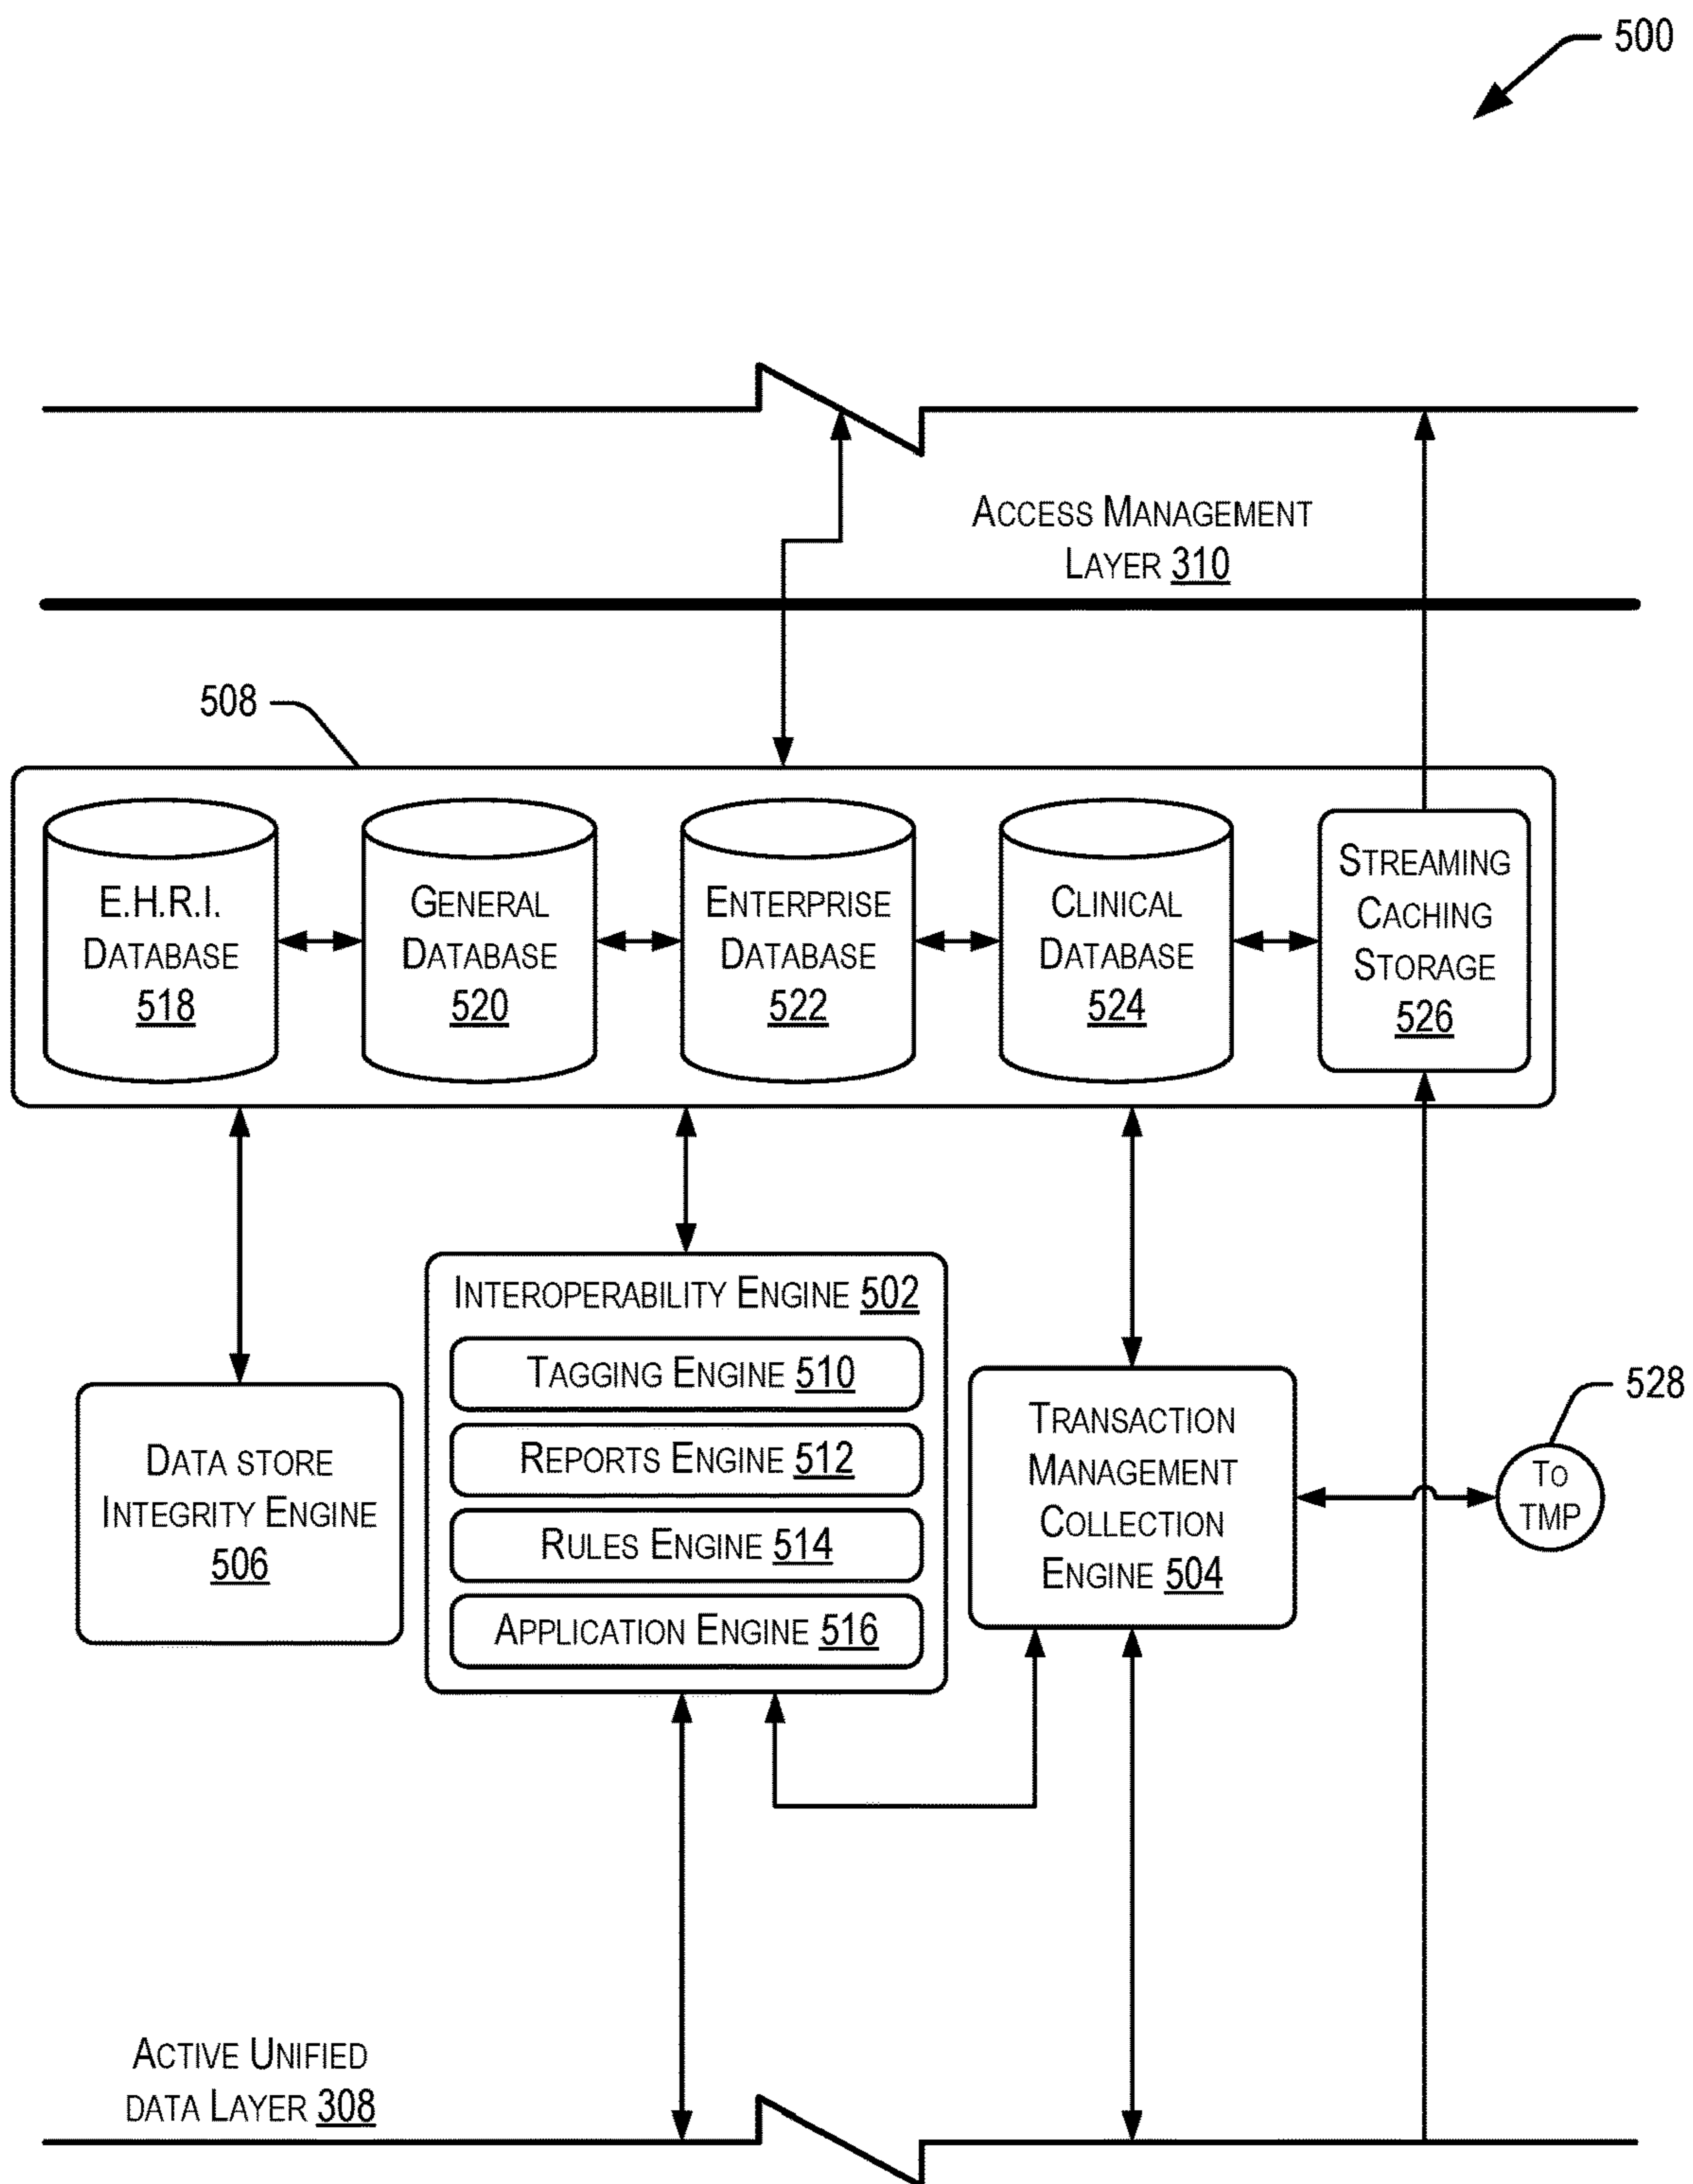 500
ACCESS MANAGEMENT
LAYER 310
508
E.H.R.I.
DATABASE
518
GENERAL
DATABASE
520
ENTERPRISE
DATABASE
522
CLINICAL
DATABASE
524
STREAMING
CACHING
STORAGE
526
INTEROPERABILITY ENGINE 502
TAGGING ENGINE 510
REPORTS ENGINE 512
RULES ENGINE 514
APPLICATION ENGINE 516
DATA STORE
INTEGRITY ENGINE
506
TRANSACTION
MANAGEMENT
COLLECTION
ENGINE 504
528
TO
TMP
ACTIVE UNIFIED
DATA LAYER 308